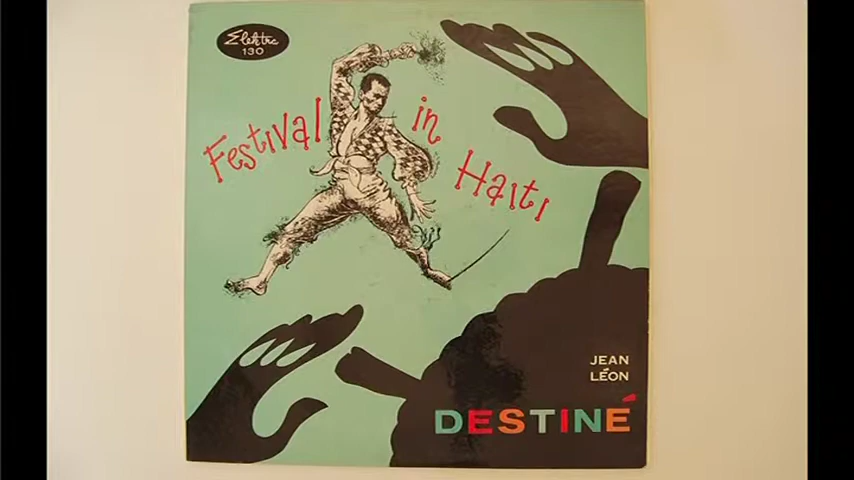 Elektra
130
Festival in Haiti
JEAN
LÉON
DESTINÉ